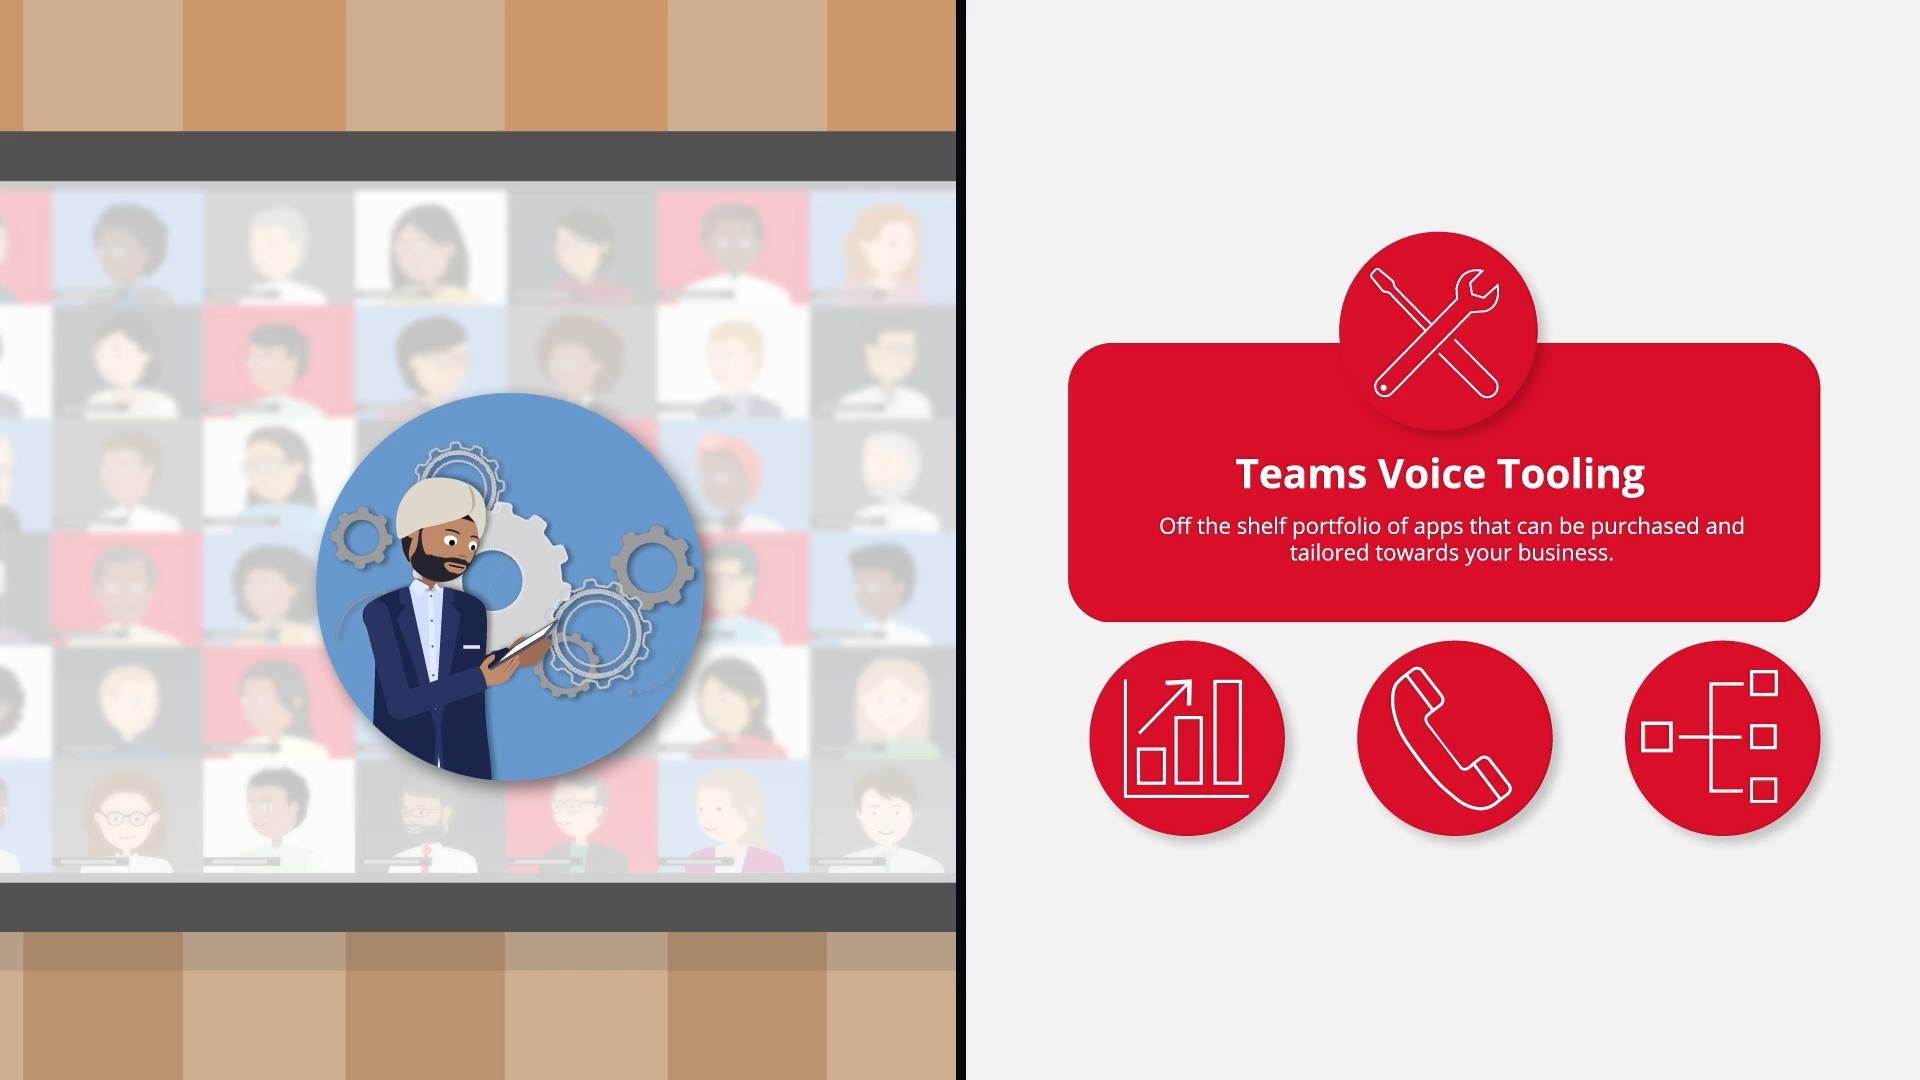 Teams Voice Tooling
Off the shelf portfolio of apps that can be purchased and
tailored towards your business.